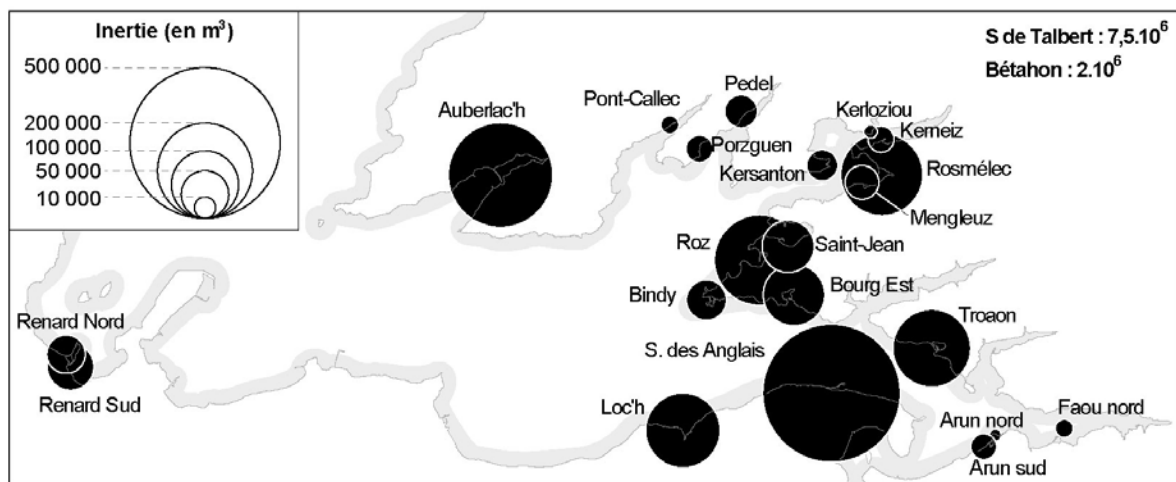 Inertie (en m³)
500 000
200 000
100 000
50 000
10 000
S de Talbert : 7,5.10⁶
Bétahon : 2.10⁶
Auberlac'h
Pont-Callec
Pedel
Porzguen
Kerloziou
Kerneiz
Kersanton
Rosmélec
Mengleuz
Roz
Saint-Jean
Bindy
Bourg Est
Troaon
Renard Nord
Renard Sud
S. des Anglais
Loc'h
Arun nord
Faou nord
Arun sud